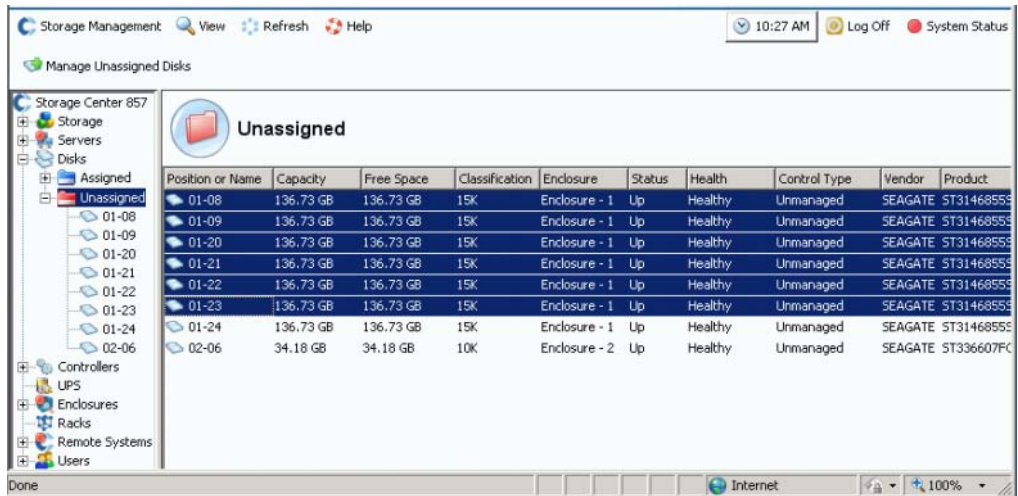 Storage Management View Refresh Help 10:27 AM Log Off System Status
Manage Unassigned Disks
Storage Center 857
Storage
Servers
Disks
Assigned
Unassigned
01-08
01-09
01-20
01-21
01-22
01-23
01-24
02-06
Controllers
UPS
Enclosures
Racks
Remote Systems
Users
Unassigned
Position or Name Capacity Free Space Classification Enclosure Status Health Control Type Vendor Product
01-08 136.73 GB 136.73 GB 15K Enclosure - 1 Up Healthy Unmanaged SEAGATE ST3146855S
01-09 136.73 GB 136.73 GB 15K Enclosure - 1 Up Healthy Unmanaged SEAGATE ST3146855S
01-20 136.73 GB 136.73 GB 15K Enclosure - 1 Up Healthy Unmanaged SEAGATE ST3146855S
01-21 136.73 GB 136.73 GB 15K Enclosure - 1 Up Healthy Unmanaged SEAGATE ST3146855S
01-22 136.73 GB 136.73 GB 15K Enclosure - 1 Up Healthy Unmanaged SEAGATE ST3146855S
01-23 136.73 GB 136.73 GB 15K Enclosure - 1 Up Healthy Unmanaged SEAGATE ST3146855S
01-24 136.73 GB 136.73 GB 15K Enclosure - 1 Up Healthy Unmanaged SEAGATE ST3146855S
02-06 34.18 GB 34.18 GB 10K Enclosure - 2 Up Healthy Unmanaged SEAGATE ST336607FC
Done Internet 100%